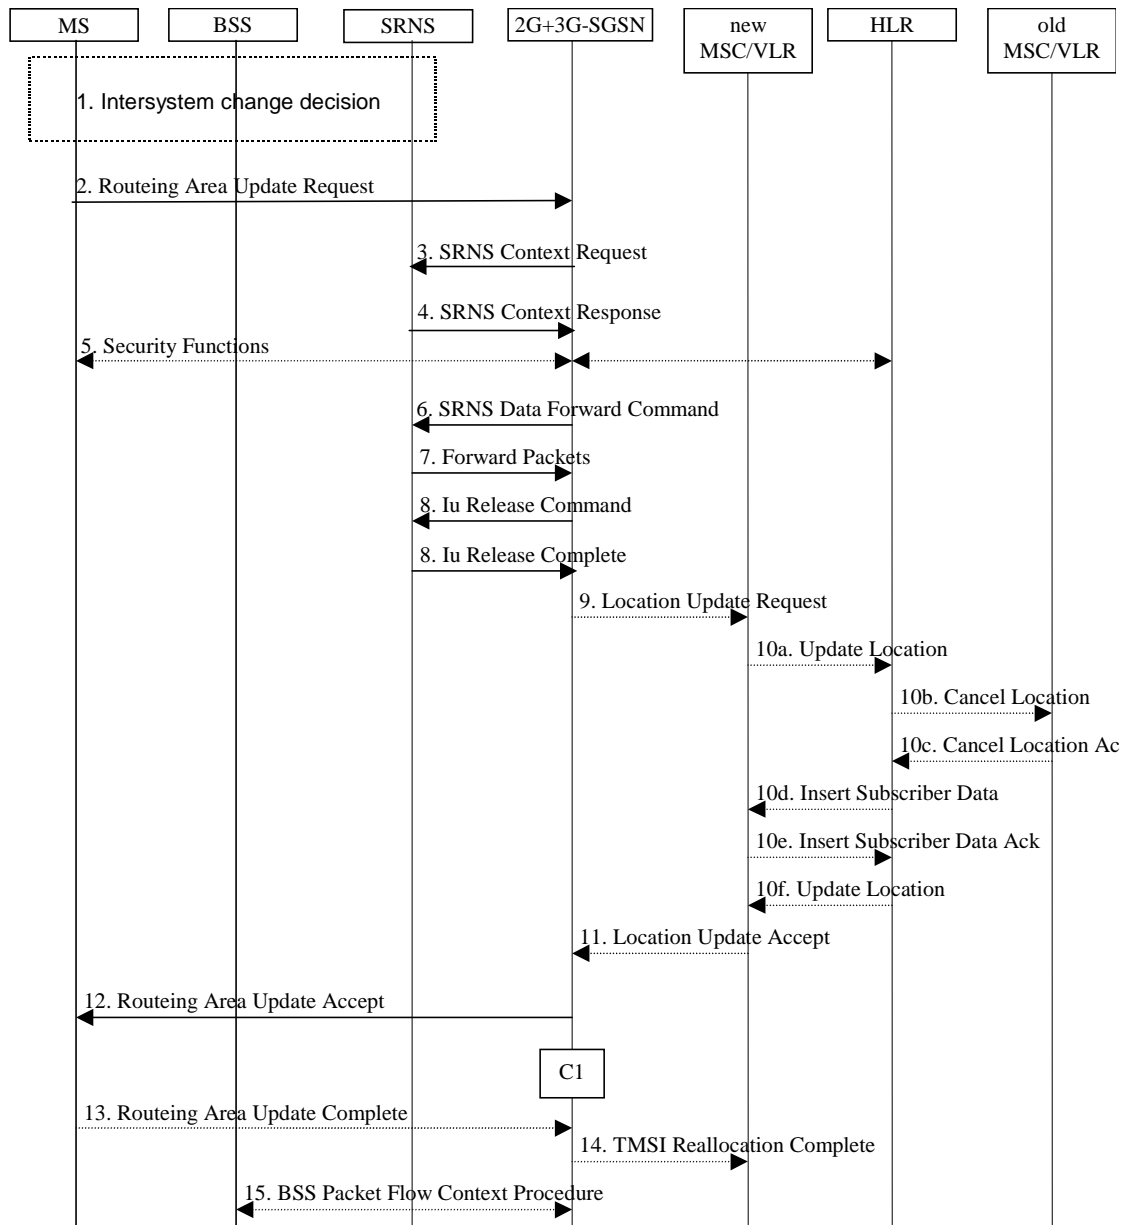 MS BSS SRNS 2G+3G-SGSN new MSC/VLR HLR old MSC/VLR
1. Intersystem change decision
2. Routeing Area Update Request
3. SRNS Context Request
4. SRNS Context Response
5. Security Functions
6. SRNS Data Forward Command
7. Forward Packets
8. Iu Release Command
8. Iu Release Complete
9. Location Update Request
10a. Update Location
10b. Cancel Location
10c. Cancel Location Ac
10d. Insert Subscriber Data
10e. Insert Subscriber Data Ack
10f. Update Location
11. Location Update Accept
12. Routeing Area Update Accept
C1
13. Routeing Area Update Complete
14. TMSI Reallocation Complete
15. BSS Packet Flow Context Procedure